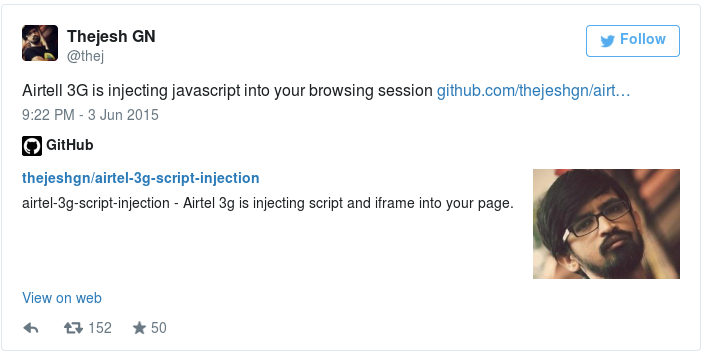 Thejesh GN
@thej
Follow
Airtell 3G is injecting javascript into your browsing session github.com/thejeshgn/airt…
9:22 PM - 3 Jun 2015
GitHub
thejeshgn/airtel-3g-script-injection
airtel-3g-script-injection - Airtel 3g is injecting script and iframe into your page.
View on web
152 50